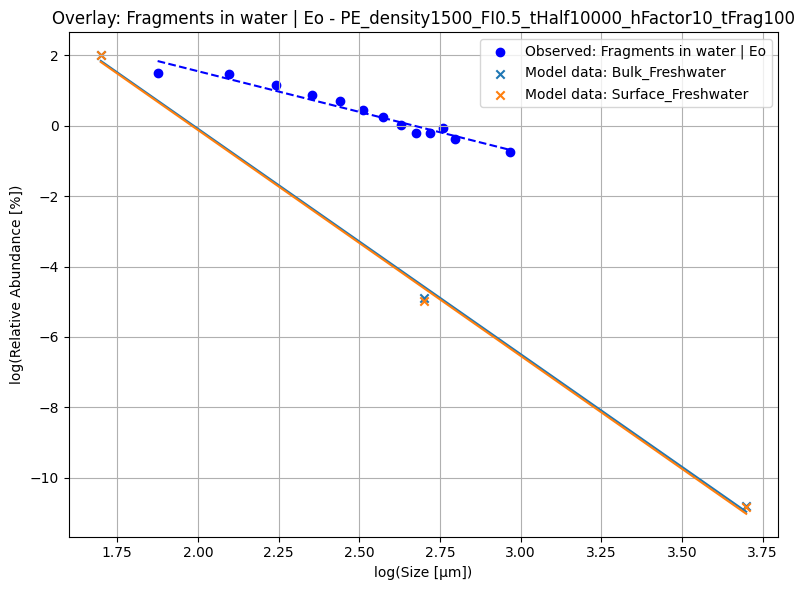 Overlay: Fragments in water | Eo - PE_density1500_FI0.5_tHalf10000_hFactor10_tFrag100
Observed: Fragments in water | Eo
Model data: Bulk_Freshwater
Model data: Surface_Freshwater
log(Relative Abundance [%])
2
0
−2
−4
−6
−8
−10
1.75 2.00 2.25 2.50 2.75 3.00 3.25 3.50 3.75
log(Size [µm])